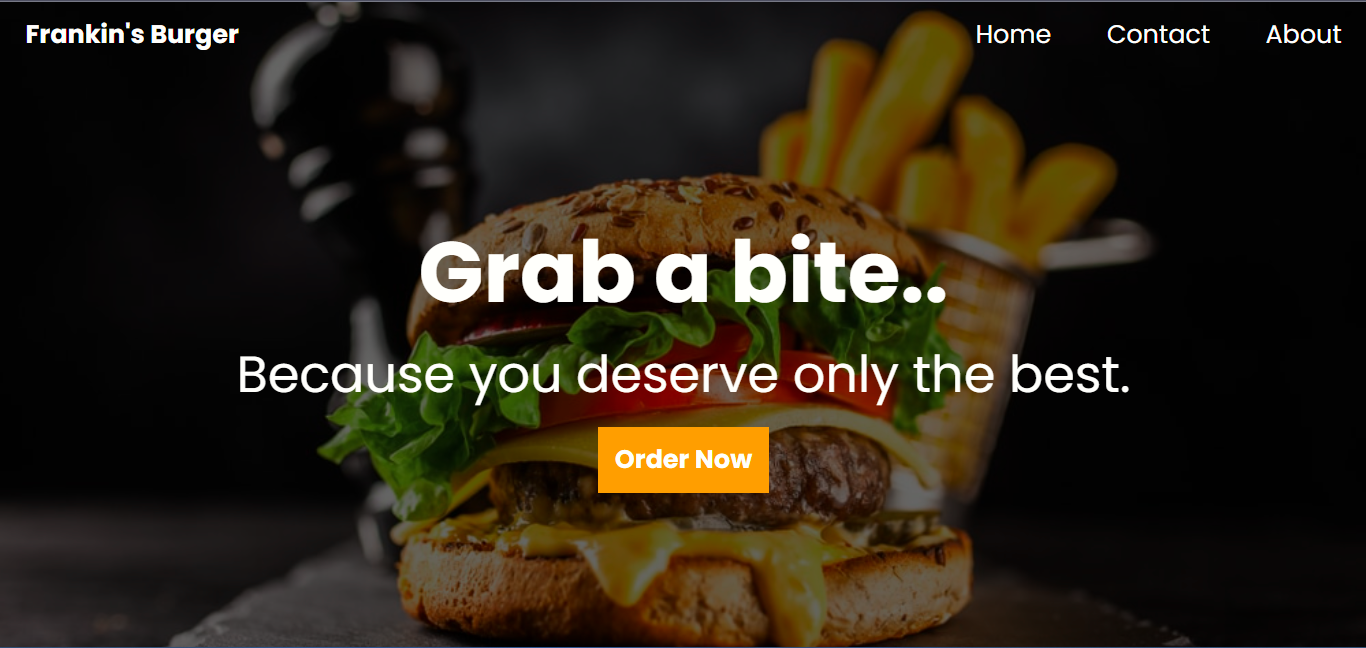 Frankin's Burger
Home Contact About
Grab a bite..
Because you deserve only the best.
Order Now